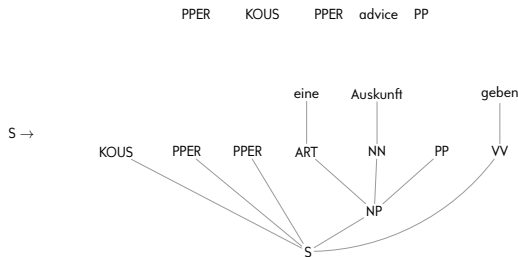 PPER KOUS PPER advice PP
eine Auskunft geben
S →
KOUS PPER PPER ART NN PP VV
NP
S